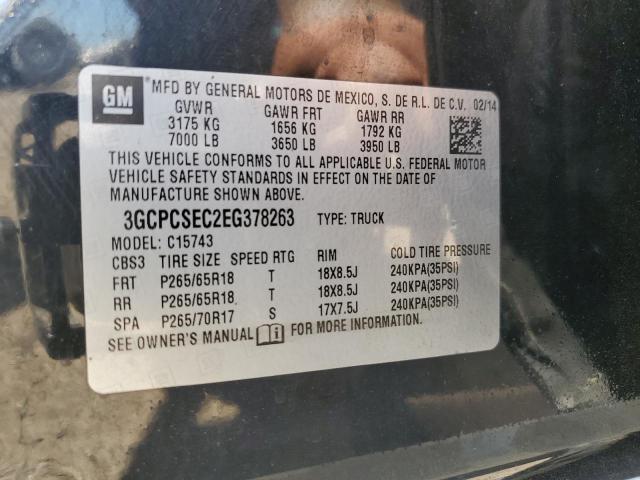 GM MFD BY GENERAL MOTORS DE MEXICO, S. DE R.L. DE C.V. 02/14
GVWR GAWR FRT GAWR RR
3175 KG 1656 KG 1792 KG
7000 LB 3650 LB 3950 LB
THIS VEHICLE CONFORMS TO ALL APPLICABLE U.S. FEDERAL MOTOR
VEHICLE SAFETY STANDARDS IN EFFECT ON THE DATE OF
MANUFACTURE SHOWN ABOVE.
3GCPCSEC2EG378263 TYPE: TRUCK
MODEL: C15743
CBS3 TIRE SIZE SPEED RTG RIM COLD TIRE PRESSURE
FRT P265/65R18 T 18X8.5J 240KPA(35PSI)
RR P265/65R18 T 18X8.5J 240KPA(35PSI)
SPA P265/70R17 S 17X7.5J 240KPA(35PSI)
SEE OWNER'S MANUAL i FOR MORE INFORMATION.